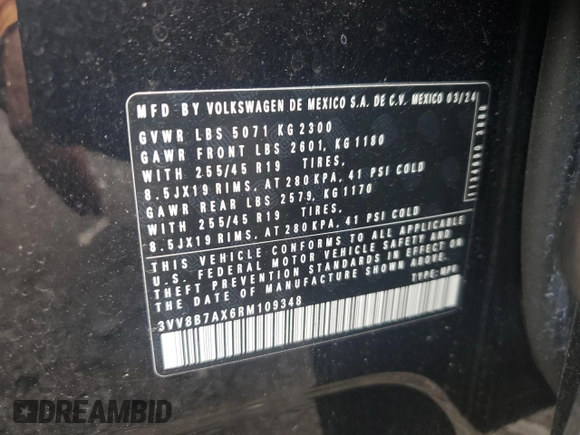 MFD BY VOLKSWAGEN DE MEXICO S.A. DE C.V. MEXICO 03/24
GVWR LBS 5071 KG 2300
GAWR FRONT LBS 2601, KG 1180
WITH 255/45 R19 TIRES,
8.5JX19 RIMS, AT 280 KPA, 41 PSI COLD
GAWR REAR LBS 2579, KG 1170
WITH 255/45 R19 TIRES,
8.5JX19 RIMS, AT 280 KPA, 41 PSI COLD
THIS VEHICLE CONFORMS TO ALL APPLICABLE
U.S. FEDERAL MOTOR VEHICLE SAFETY AND
THEFT PREVENTION STANDARDS IN EFFECT ON
THE DATE OF MANUFACTURE SHOWN ABOVE.
3VV8B7AX6RM109348 TYPE: MPV
DREAMBID